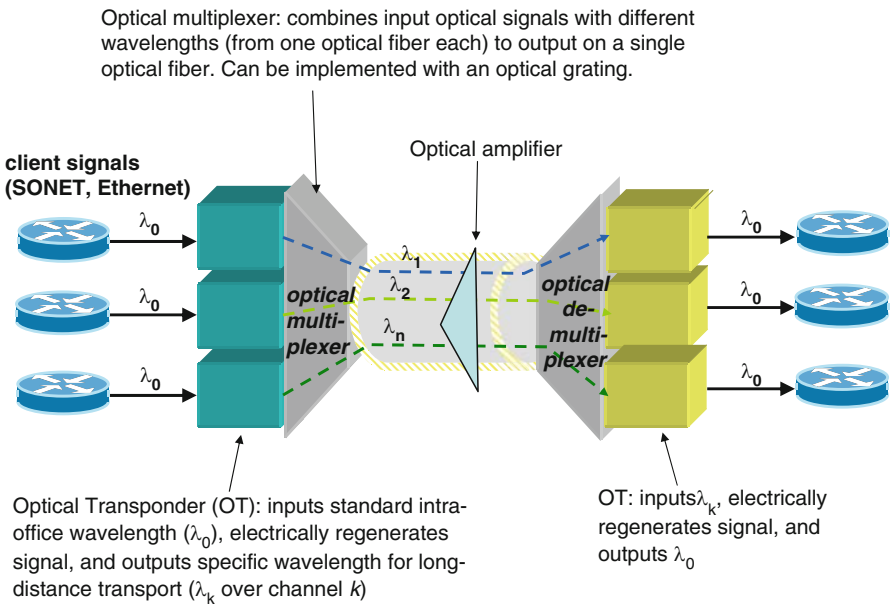 Optical multiplexer: combines input optical signals with different
wavelengths (from one optical fiber each) to output on a single
optical fiber. Can be implemented with an optical grating.
Optical amplifier
client signals
(SONET, Ethernet)
λ0
λ0
λ0
optical
multi-
plexer
λ1
λ2
λn
optical
de-
multi-
plexer
λ0
λ0
λ0
Optical Transponder (OT): inputs standard intra-
office wavelength (λ0), electrically regenerates
signal, and outputs specific wavelength for long-
distance transport (λk over channel k)
OT: inputsλk, electrically
regenerates signal, and
outputs λ0